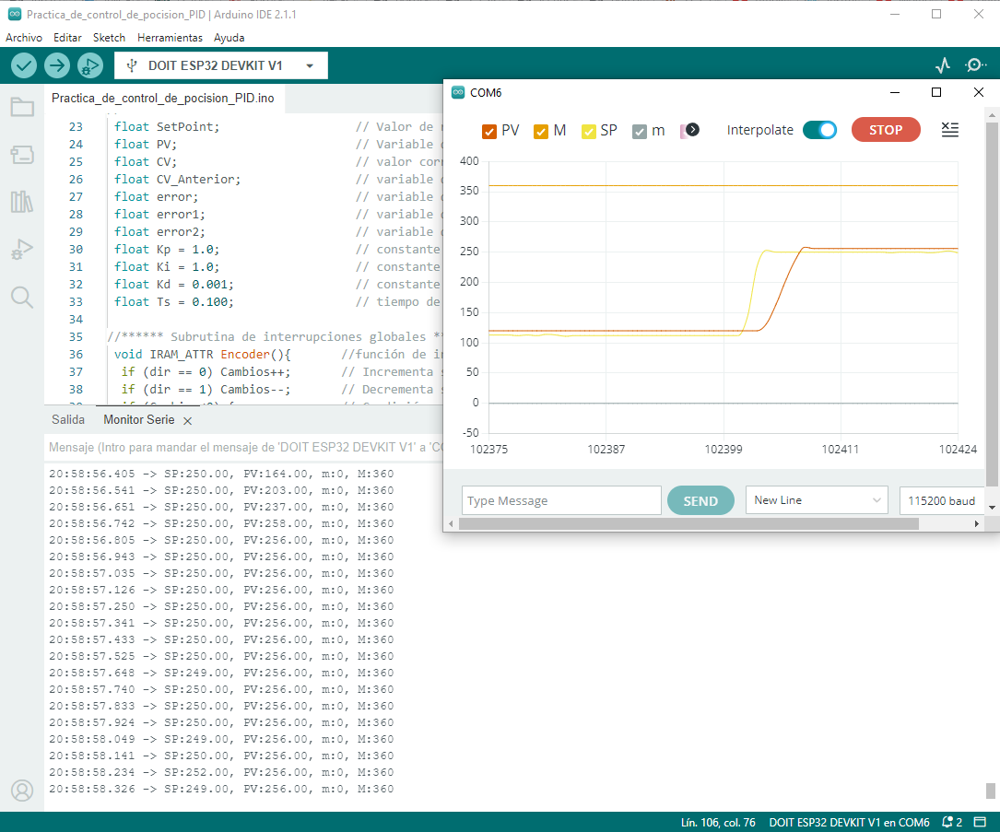 Practica_de_control_de_pocision_PID | Arduino IDE 2.1.1
Archivo Editar Sketch Herramientas Ayuda
DOIT ESP32 DEVKIT V1
Practica_de_control_de_pocision_PID.ino
23 float SetPoint; // Valor de
24 float PV; // Variable
25 float CV; // valor
26 float CV_Anterior; // variable
27 float error; // variable
28 float error1; // variable
29 float error2; // variable
30 float Kp = 1.0; // constante
31 float Ki = 1.0; // constante
32 float Kd = 0.001; // constante
33 float Ts = 0.100; // tiempo de
34
35 //****** Subrutina de interrupciones globales
36 void IRAM_ATTR Encoder(){ //función de
37 if (dir == 0) Cambios++; // Incrementa
38 if (dir == 1) Cambios--; // Decrementa
COM6
PV M SP m Interpolate STOP
400
350
300
250
200
150
100
50
0
-50
102375 102387 102399 102411 102424
Type Message SEND New Line 115200 baud
Salida Monitor Serie
Mensaje (Intro para mandar el mensaje de 'DOIT ESP32 DEVKIT V1' a
20:58:56.405 -> SP:250.00, PV:164.00, m:0, M:360
20:58:56.541 -> SP:250.00, PV:203.00, m:0, M:360
20:58:56.651 -> SP:250.00, PV:237.00, m:0, M:360
20:58:56.742 -> SP:250.00, PV:258.00, m:0, M:360
20:58:56.805 -> SP:250.00, PV:256.00, m:0, M:360
20:58:56.943 -> SP:250.00, PV:256.00, m:0, M:360
20:58:57.035 -> SP:250.00, PV:256.00, m:0, M:360
20:58:57.126 -> SP:250.00, PV:256.00, m:0, M:360
20:58:57.250 -> SP:250.00, PV:256.00, m:0, M:360
20:58:57.341 -> SP:250.00, PV:256.00, m:0, M:360
20:58:57.433 -> SP:250.00, PV:256.00, m:0, M:360
20:58:57.525 -> SP:250.00, PV:256.00, m:0, M:360
20:58:57.648 -> SP:249.00, PV:256.00, m:0, M:360
20:58:57.740 -> SP:250.00, PV:256.00, m:0, M:360
20:58:57.833 -> SP:250.00, PV:256.00, m:0, M:360
20:58:57.924 -> SP:250.00, PV:256.00, m:0, M:360
20:58:58.049 -> SP:249.00, PV:256.00, m:0, M:360
20:58:58.141 -> SP:250.00, PV:256.00, m:0, M:360
20:58:58.234 -> SP:252.00, PV:256.00, m:0, M:360
20:58:58.326 -> SP:249.00, PV:256.00, m:0, M:360
Lín. 106, col. 76 DOIT ESP32 DEVKIT V1 en COM6 2